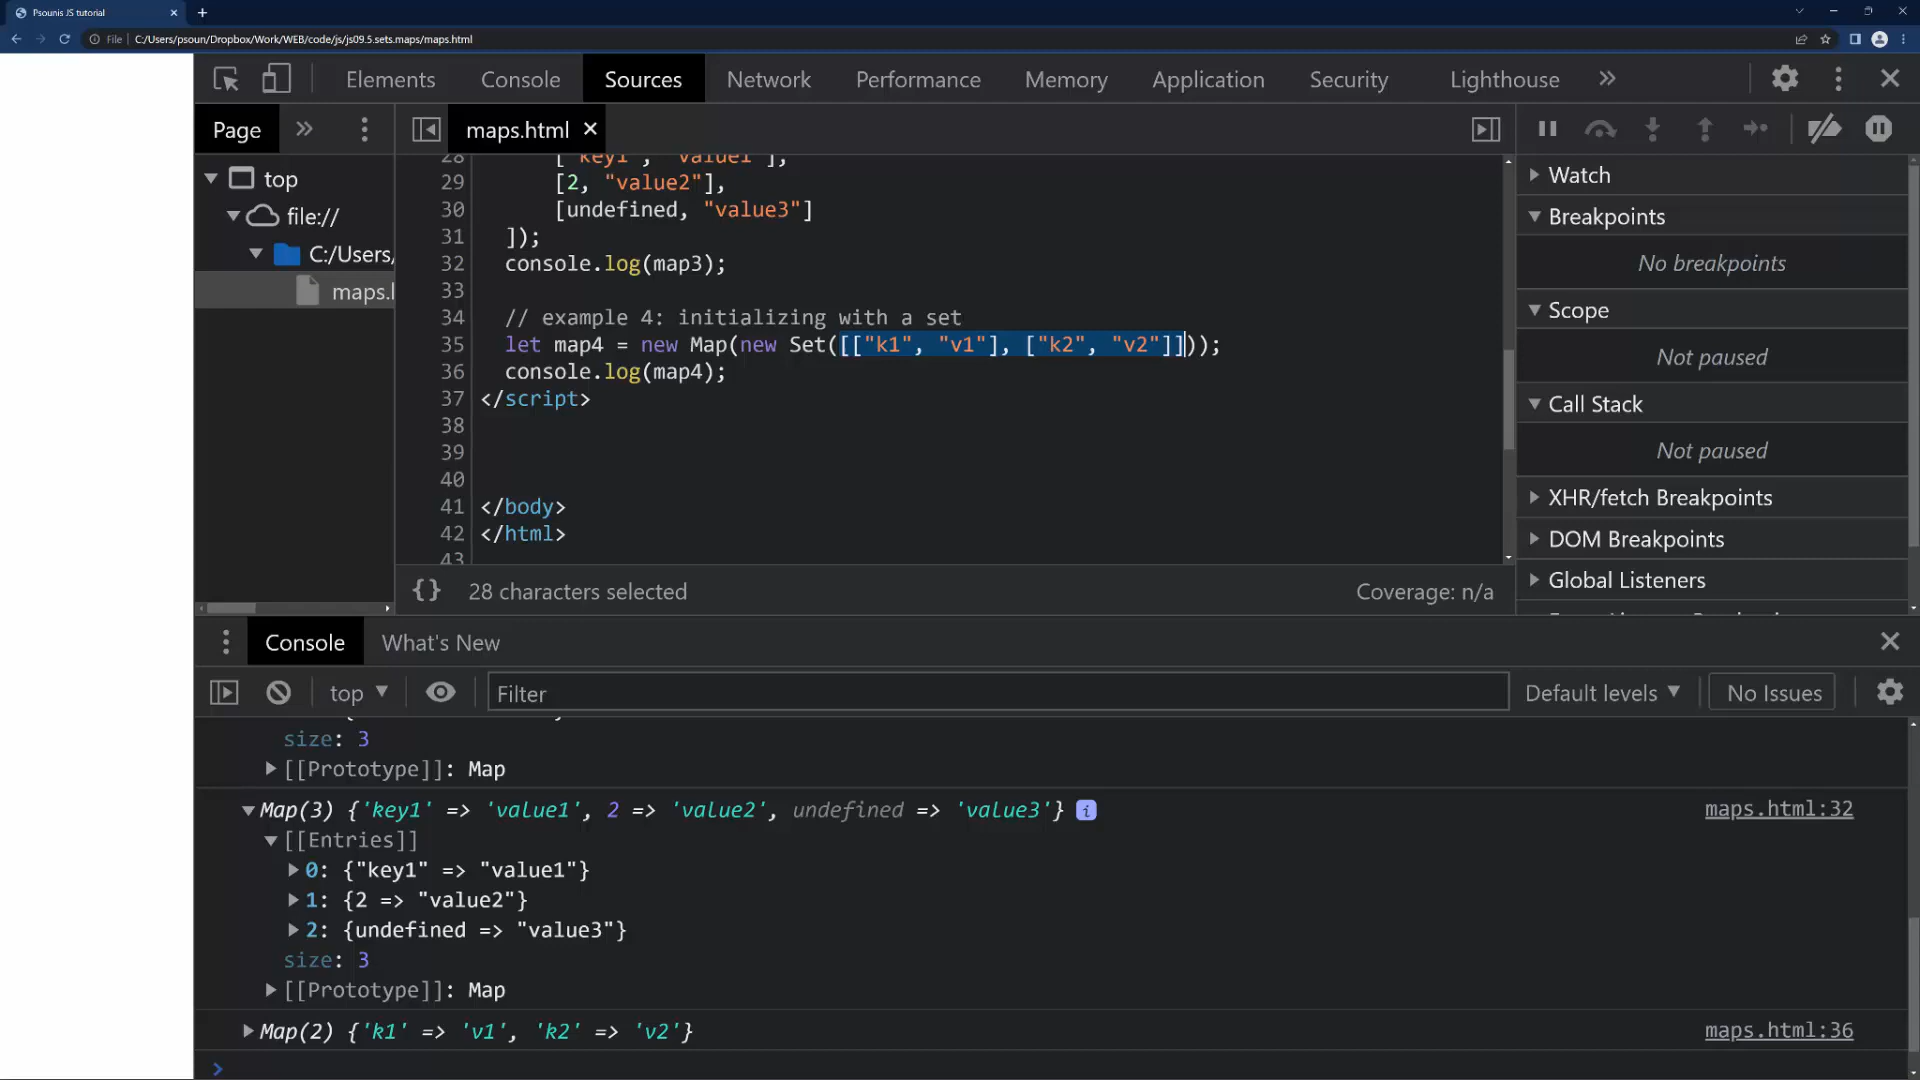 Psounis JS tutorial
File C:/Users/psoun/Dropbox/Work/WEB/code/js/js09.5.sets.maps/maps.html
Elements Console Sources Network Performance Memory Application Security Lighthouse
Page maps.html
top
file://
C:/Users/
maps.
28 ["key1", "value1"],
29 [2, "value2"],
30 [undefined, "value3"]
31 ]);
32 console.log(map3);
33
34 // example 4: initializing with a set
35 let map4 = new Map(new Set([["k1", "v1"], ["k2", "v2"]]));
36 console.log(map4);
37 </script>
38
39
40
41 </body>
42 </html>
43
{} 28 characters selected Coverage: n/a
Watch
Breakpoints
No breakpoints
Scope
Not paused
Call Stack
Not paused
XHR/fetch Breakpoints
DOM Breakpoints
Global Listeners
Console What's New
top Filter Default levels No Issues
size: 3
[[Prototype]]: Map
Map(3) {'key1' => 'value1', 2 => 'value2', undefined => 'value3'} i maps.html:32
[[Entries]]
0: {"key1" => "value1"}
1: {2 => "value2"}
2: {undefined => "value3"}
size: 3
[[Prototype]]: Map
Map(2) {'k1' => 'v1', 'k2' => 'v2'} maps.html:36